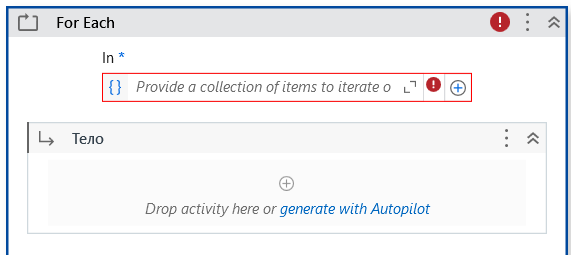 For Each
In *
{} Provide a collection of items to iterate o
Тело
Drop activity here or generate with Autopilot